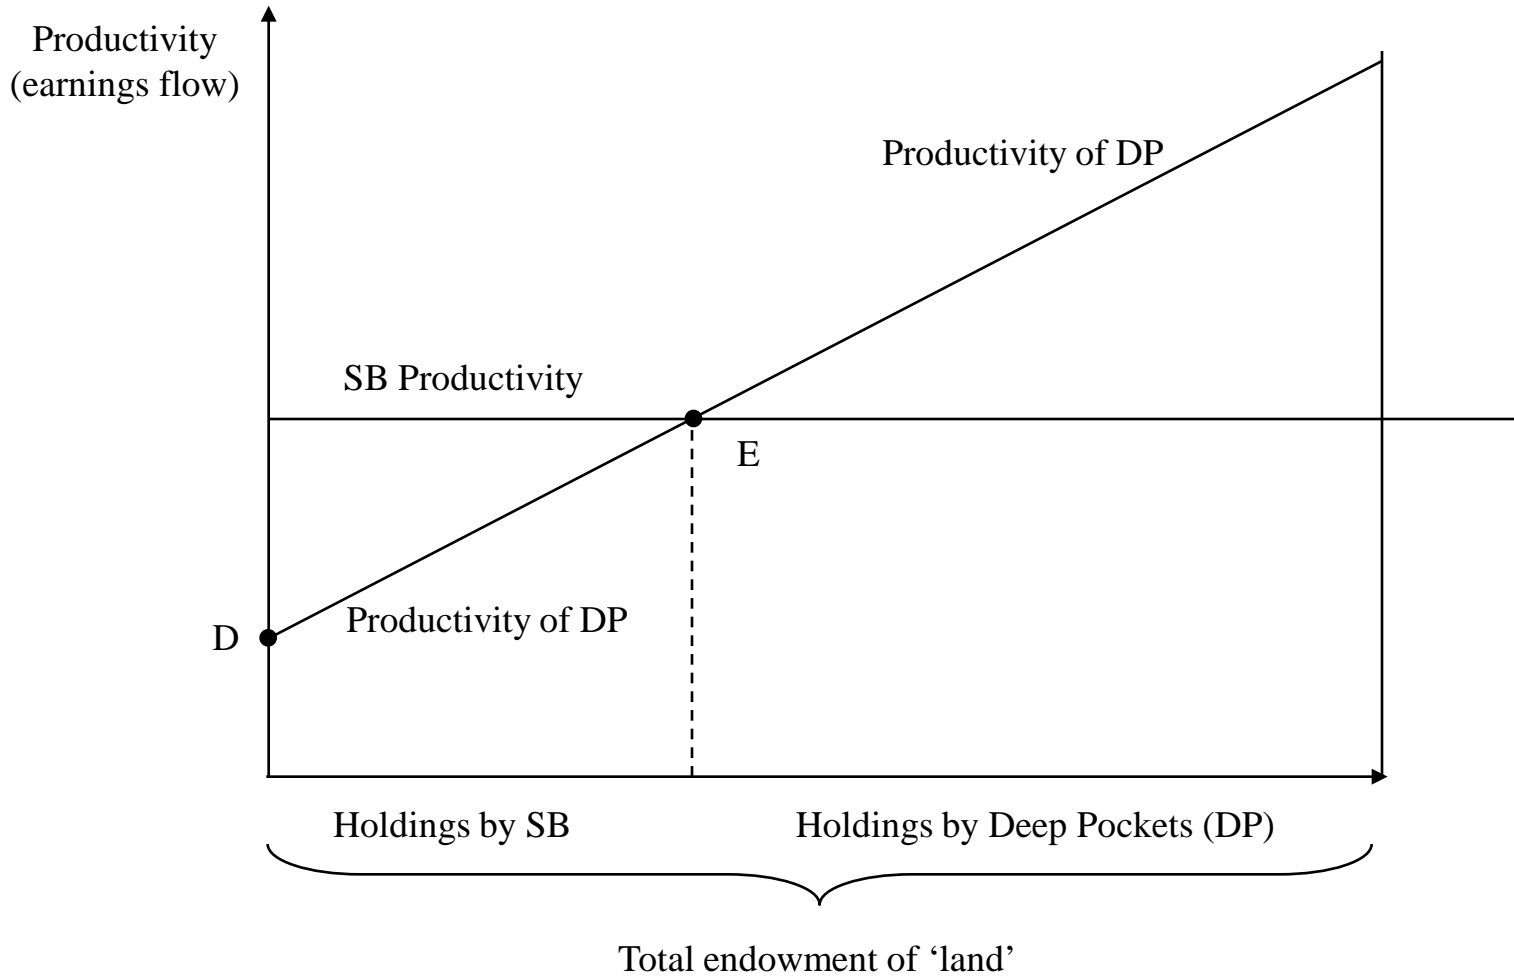 Productivity
(earnings flow)
Productivity of DP
SB Productivity
E
D
Productivity of DP
Holdings by SB
Holdings by Deep Pockets (DP)
Total endowment of ‘land’